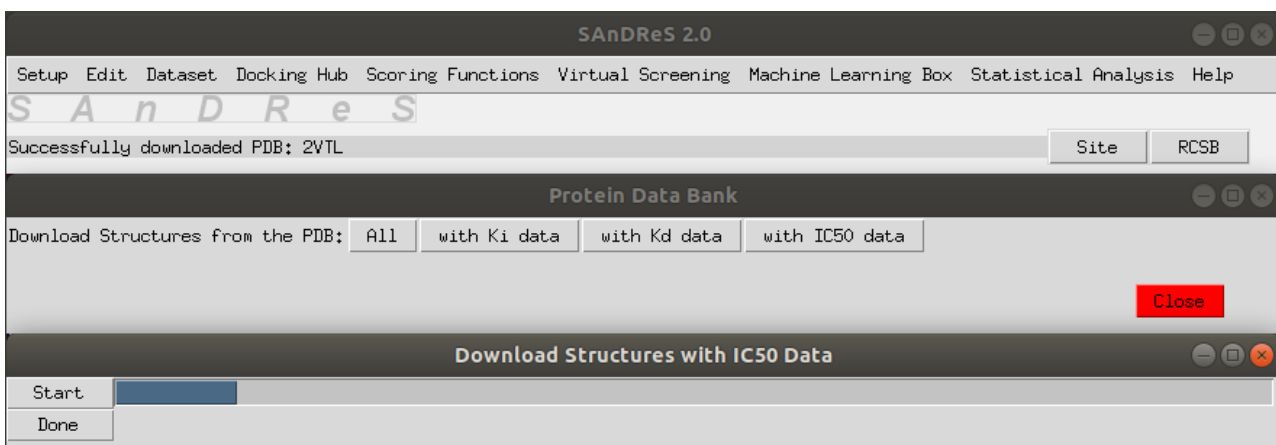 SAnDReS 2.0
Setup Edit Dataset Docking Hub Scoring Functions Virtual Screening Machine Learning Box Statistical Analysis Help
S A n D R e S
Successfully downloaded PDB: 2VTL Site RCSB
Protein Data Bank
Download Structures from the PDB: All with Ki data with Kd data with IC50 data
Close
Download Structures with IC50 Data
Start
Done